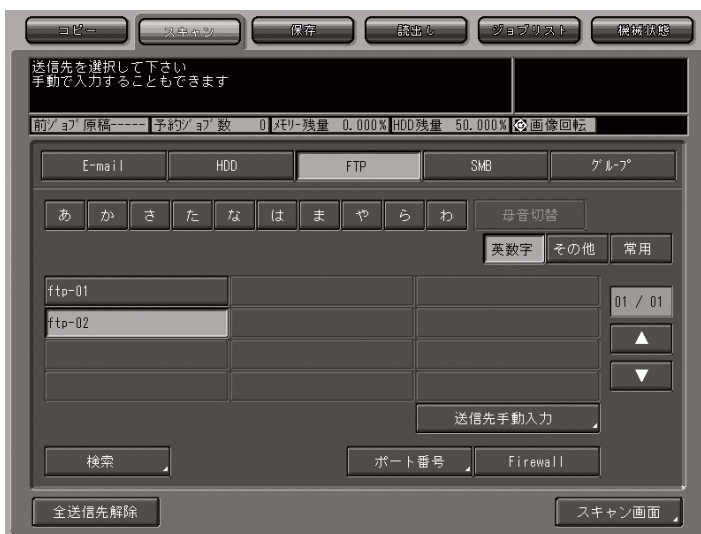 コピー スキャン 保存 読出し ジョブリスト 機械状態
送信先を選択して下さい
手動で入力することもできます
前ジョブ原稿----- 予約ジョブ数 0 メモリー残量 0.000% HDD残量 50.000% 画像回転
E-mail HDD FTP SMB グループ
あ か さ た な は ま や ら わ 母音切替
英数字 その他 常用
ftp-01
01 / 01
ftp-02
▲
▼
送信先手動入力
検索 ポート番号 Firewall
全送信先解除 スキャン画面